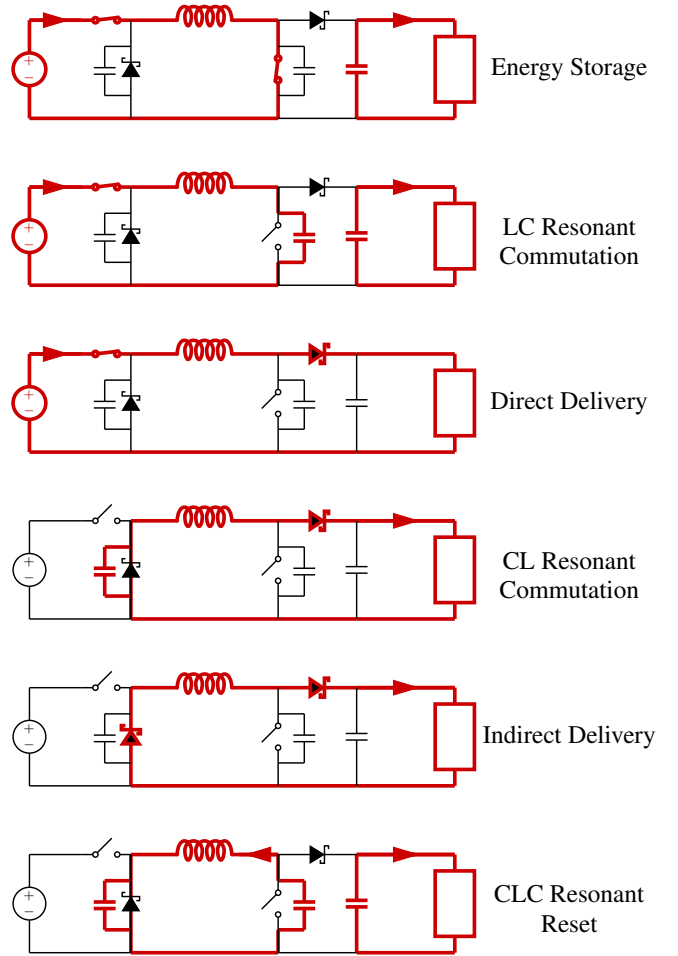 Energy Storage
LC Resonant
Commutation
Direct Delivery
CL Resonant
Commutation
Indirect Delivery
CLC Resonant
Reset